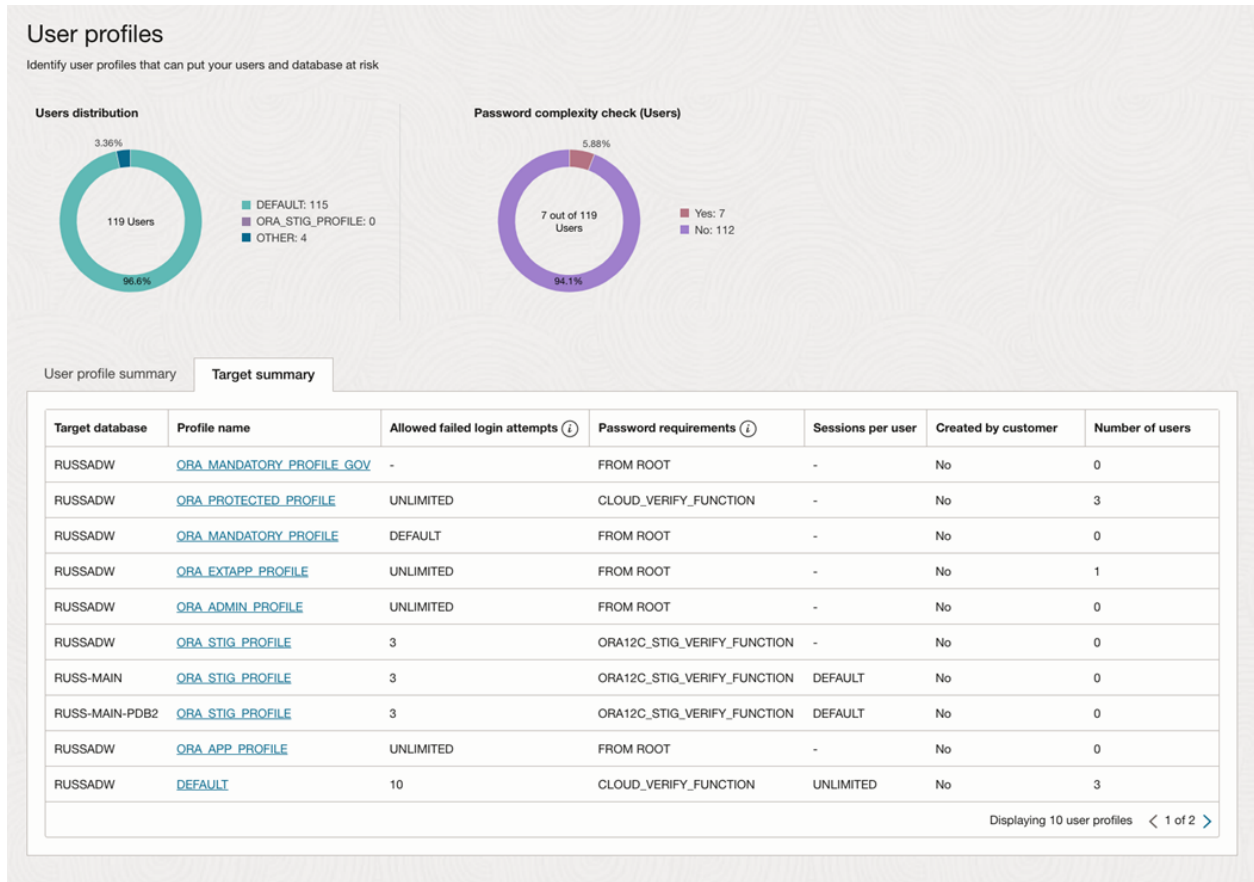 User profiles
Identify user profiles that can put your users and database at risk
Users distribution
3.36%
119 Users
96.6%
DEFAULT: 115
ORA_STIG_PROFILE: 0
OTHER: 4
Password complexity check (Users)
5.88%
7 out of 119
Users
94.1%
Yes: 7
No: 112
User profile summary Target summary
Target database Profile name Allowed failed login attempts i Password requirements i Sessions per user Created by customer Number of users
RUSSADW ORA_MANDATORY_PROFILE_GOV - FROM ROOT - No 0
RUSSADW ORA_PROTECTED_PROFILE UNLIMITED CLOUD_VERIFY_FUNCTION - No 3
RUSSADW ORA_MANDATORY_PROFILE DEFAULT FROM ROOT - No 0
RUSSADW ORA_EXTAPP_PROFILE UNLIMITED FROM ROOT - No 1
RUSSADW ORA_ADMIN_PROFILE UNLIMITED FROM ROOT - No 0
RUSSADW ORA_STIG_PROFILE 3 ORA12C_STIG_VERIFY_FUNCTION - No 0
RUSS-MAIN ORA_STIG_PROFILE 3 ORA12C_STIG_VERIFY_FUNCTION DEFAULT No 0
RUSS-MAIN-PDB2 ORA_STIG_PROFILE 3 ORA12C_STIG_VERIFY_FUNCTION DEFAULT No 0
RUSSADW ORA_APP_PROFILE UNLIMITED FROM ROOT - No 0
RUSSADW DEFAULT 10 CLOUD_VERIFY_FUNCTION UNLIMITED No 3
Displaying 10 user profiles 1 of 2